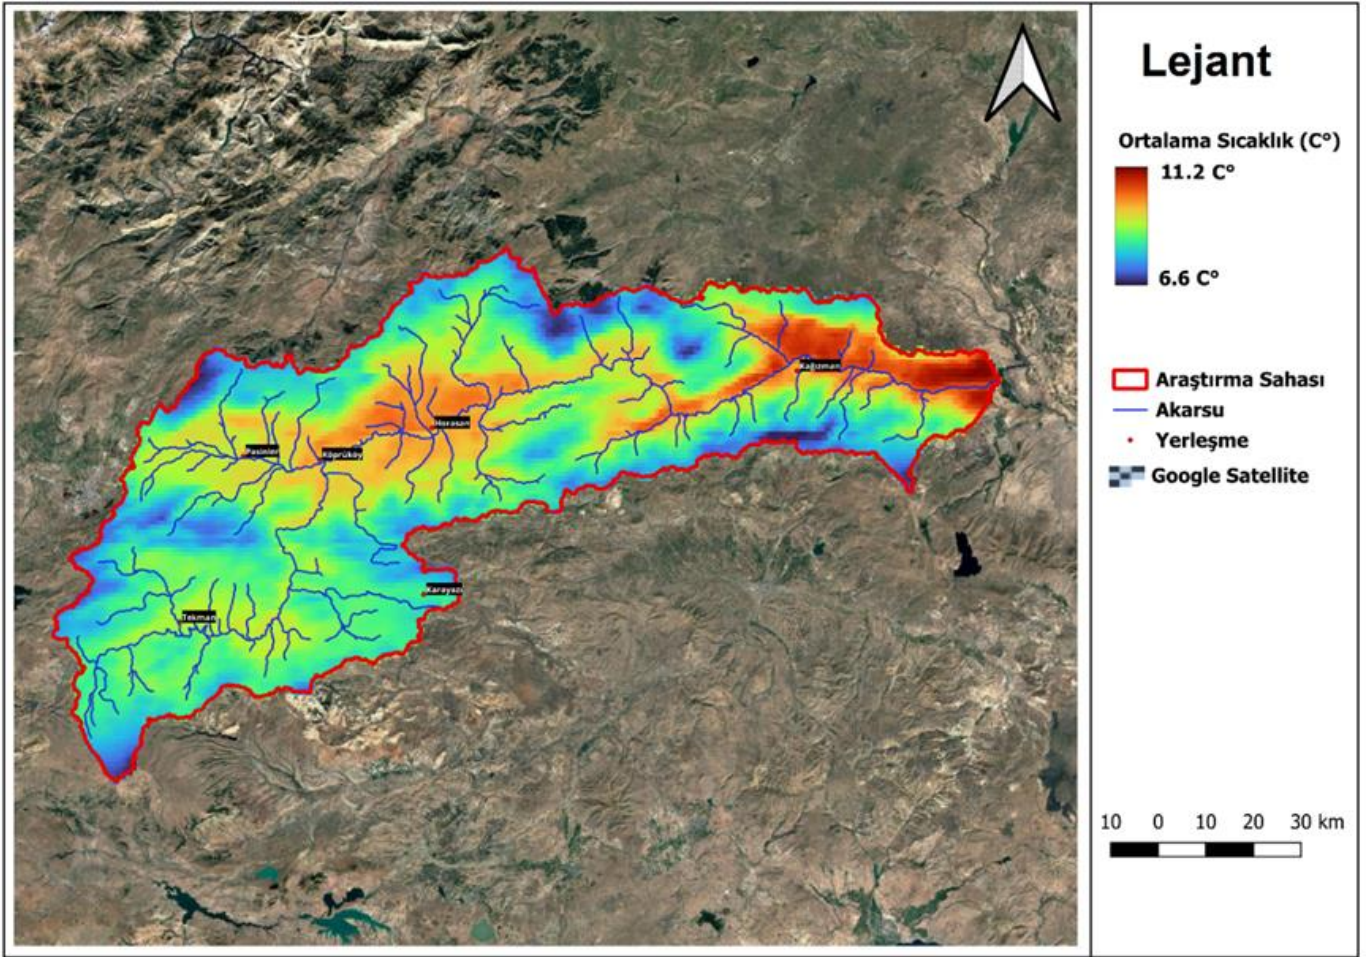 Lejant
Ortalama Sıcaklık (C°)
11.2 C°
6.6 C°
Araştırma Sahası
Akarsu
Yerleşme
Google Satellite
10 0 10 20 30 km
Kağızman
Horasan
Pasinler
Köprüköy
Karayazı
Tekman